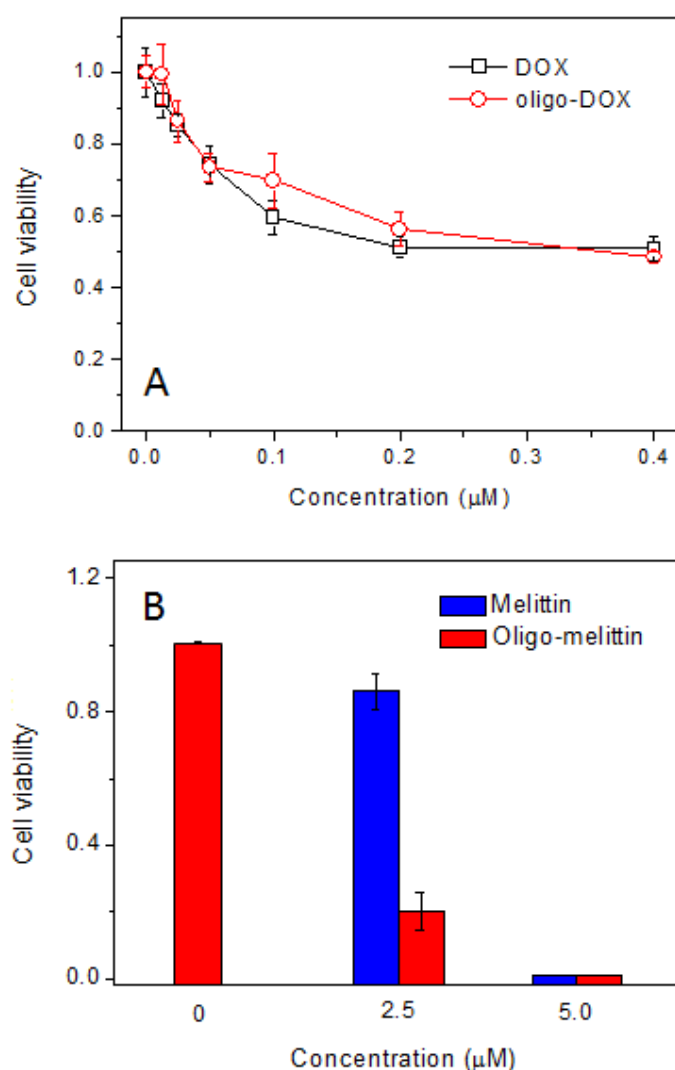 DOX
oligo-DOX
1.0
0.8
0.6
0.4
0.2
0.0
Cell viability
A
0.0 0.1 0.2 0.3 0.4
Concentration (μM)
B
Melittin
Oligo-melittin
1.2
0.8
0.4
0.0
Cell viability
0 2.5 5.0
Concentration (μM)